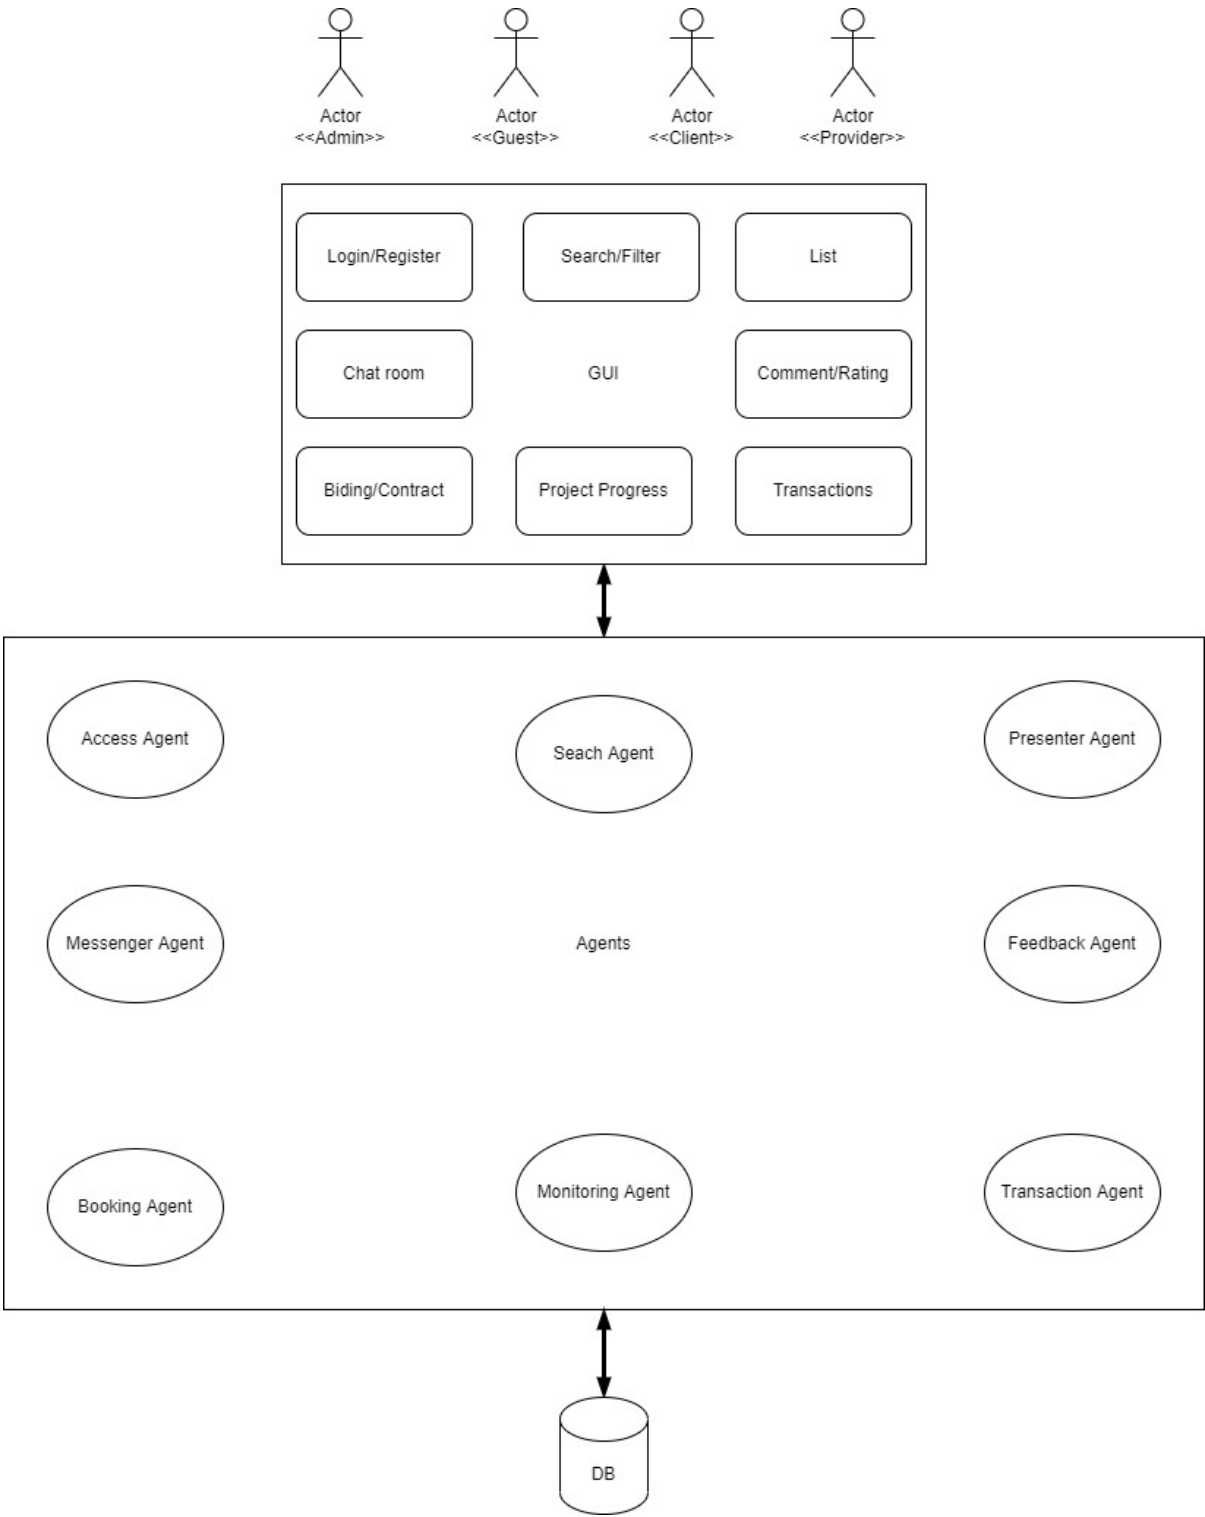 Actor
<<Admin>>
Actor
<<Guest>>
Actor
<<Client>>
Actor
<<Provider>>
Login/Register
Search/Filter
List
Chat room
GUI
Comment/Rating
Biding/Contract
Project Progress
Transactions
Access Agent
Seach Agent
Presenter Agent
Messenger Agent
Agents
Feedback Agent
Booking Agent
Monitoring Agent
Transaction Agent
DB